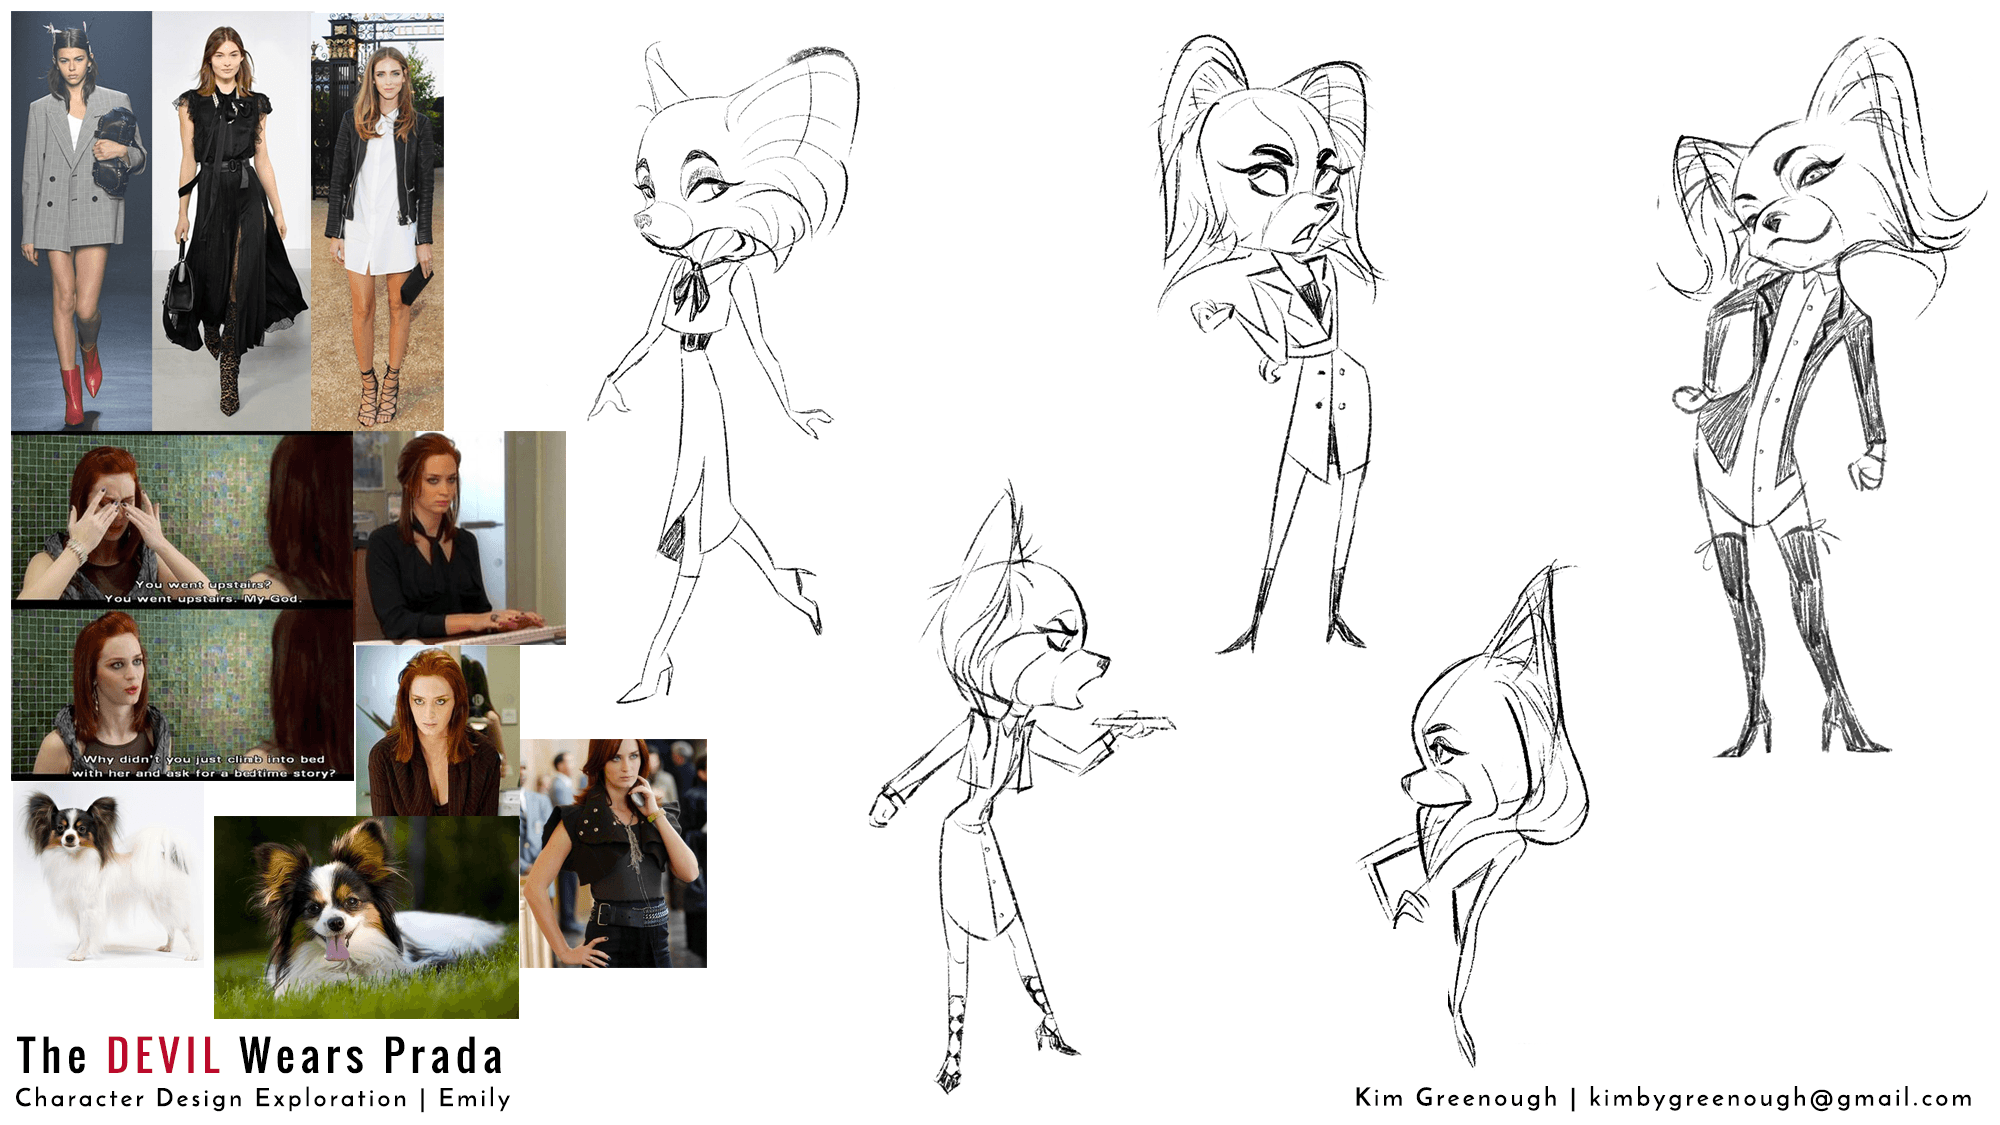 You went upstairs?
You went upstairs. My God.
Why didn't you just climb into bed
with her and ask for a bedtime story?
The DEVIL Wears Prada
Character Design Exploration | Emily
Kim Greenough | kimbygreenough@gmail.com